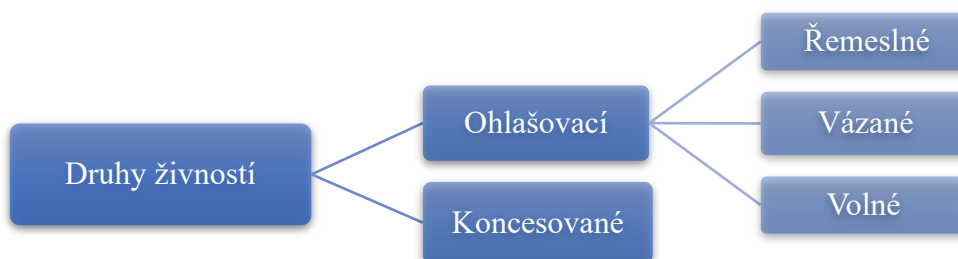 Druhy živností
Ohlašovací
Koncesované
Řemeslné
Vázané
Volné